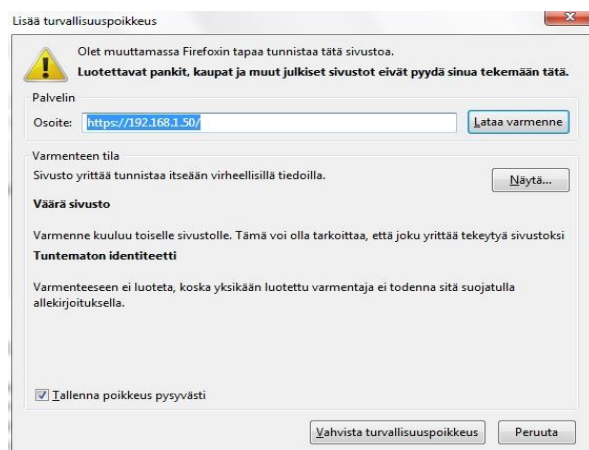 Lisää turvallisuuspoikkeus
Olet muuttamassa Firefoxin tapaa tunnistaa tätä sivustoa.
Luotettavat pankit, kaupat ja muut julkiset sivustot eivät pyydä sinua tekemään tätä.
Palvelin
Osoite: https://192.168.1.50/ Lataa varmenne
Varmenteen tila
Sivusto yrittää tunnistaa itseään virheellisillä tiedoilla. Näytä...
Väärä sivusto
Varmenne kuuluu toiselle sivustolle. Tämä voi olla tarkoittaa, että joku yrittää tekeytyä sivustoksi
Tuntematon identiteetti
Varmenteeseen ei luoteta, koska yksikään luotettu varmentaja ei todenna sitä suojatulla
allekirjoituksella.
Tallenna poikkeus pysyvästi
Vahvista turvallisuuspoikkeus Peruuta